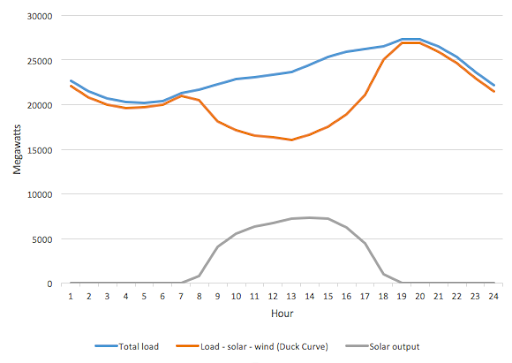 30000
25000
20000
15000
10000
5000
0
Megawatts
1 2 3 4 5 6 7 8 9 10 11 12 13 14 15 16 17 18 19 20 21 22 23 24
Hour
Total load Load - solar - wind (Duck Curve) Solar output